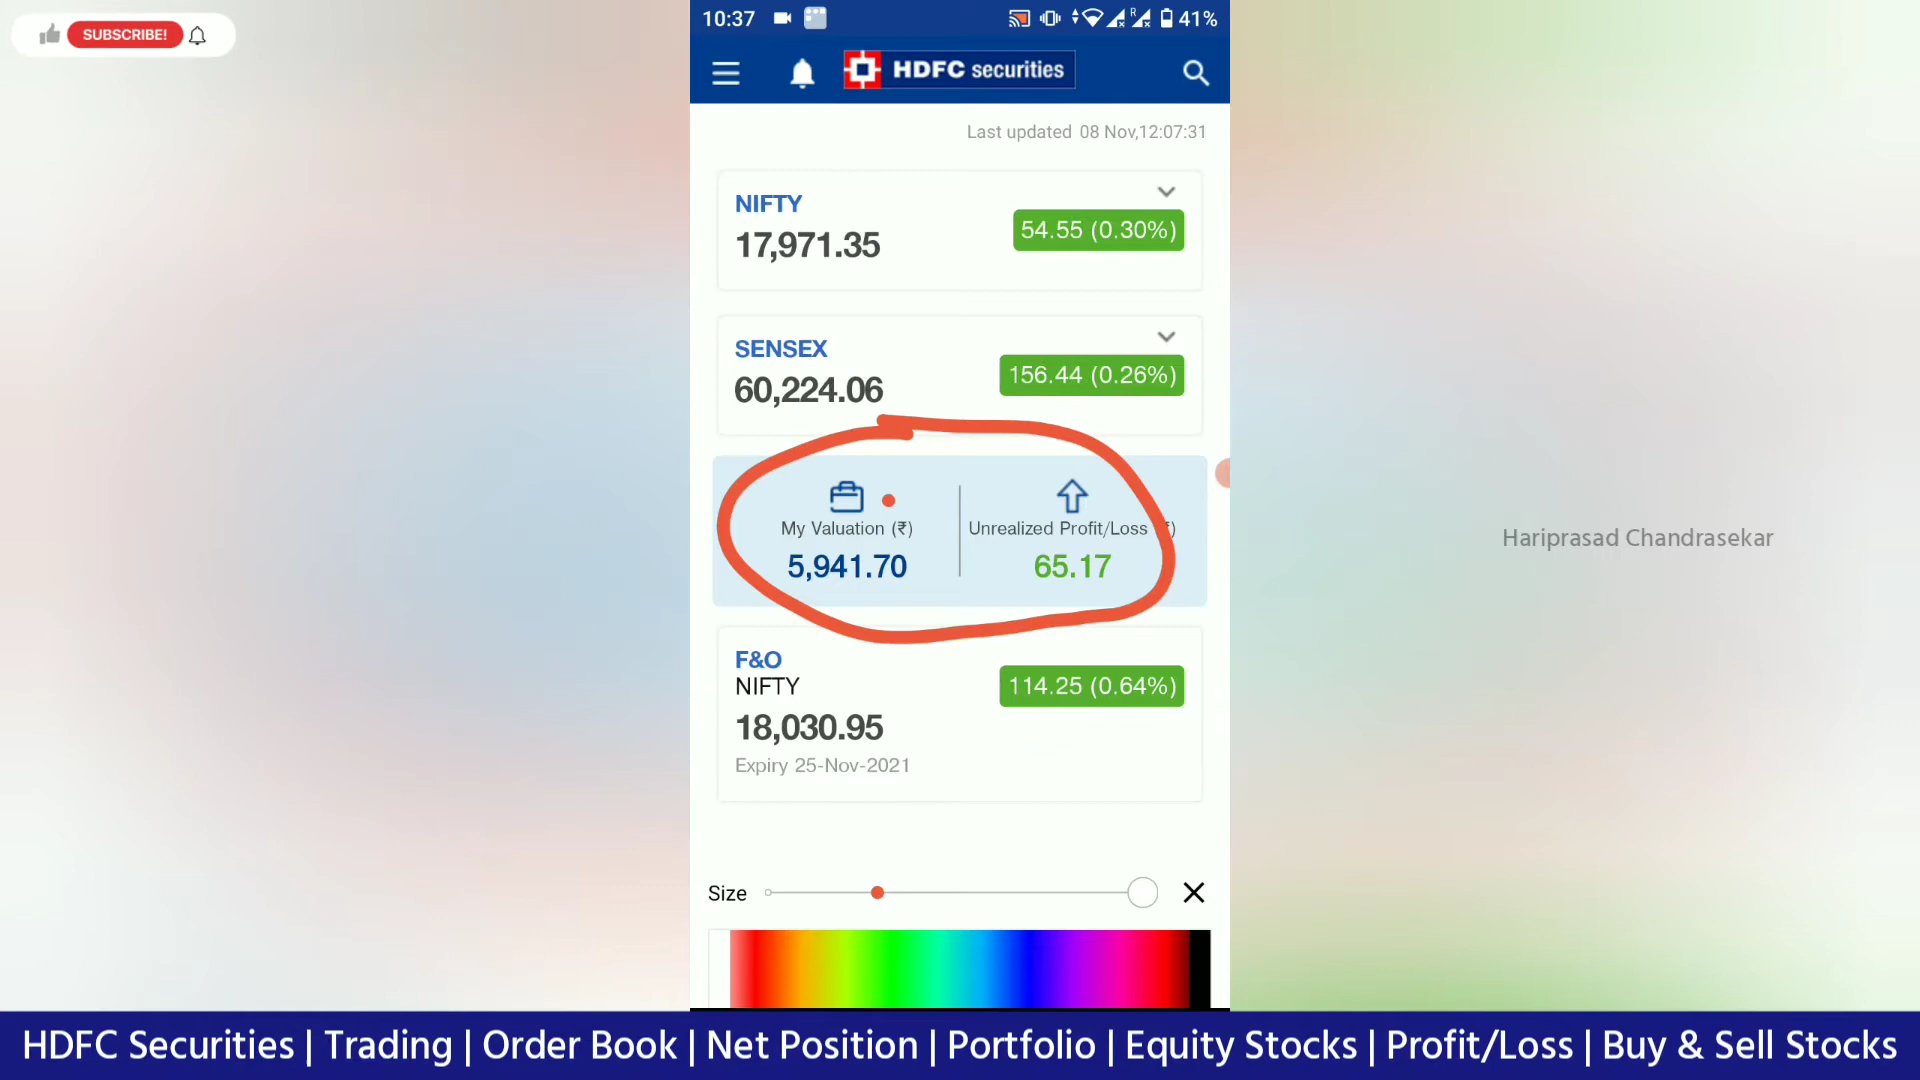 SUBSCRIBE!
10:37
R
41%
HDFC securities
Last updated 08 Nov,12:07:31
NIFTY
17,971.35
54.55 (0.30%)
SENSEX
60,224.06
156.44 (0.26%)
My Valuation (₹)
5,941.70
Unrealized Profit/Loss (₹)
65.17
Hariprasad Chandrasekar
F&O
NIFTY
18,030.95
114.25 (0.64%)
Expiry 25-Nov-2021
Size
HDFC Securities | Trading | Order Book | Net Position | Portfolio | Equity Stocks | Profit/Loss | Buy & Sell Stocks